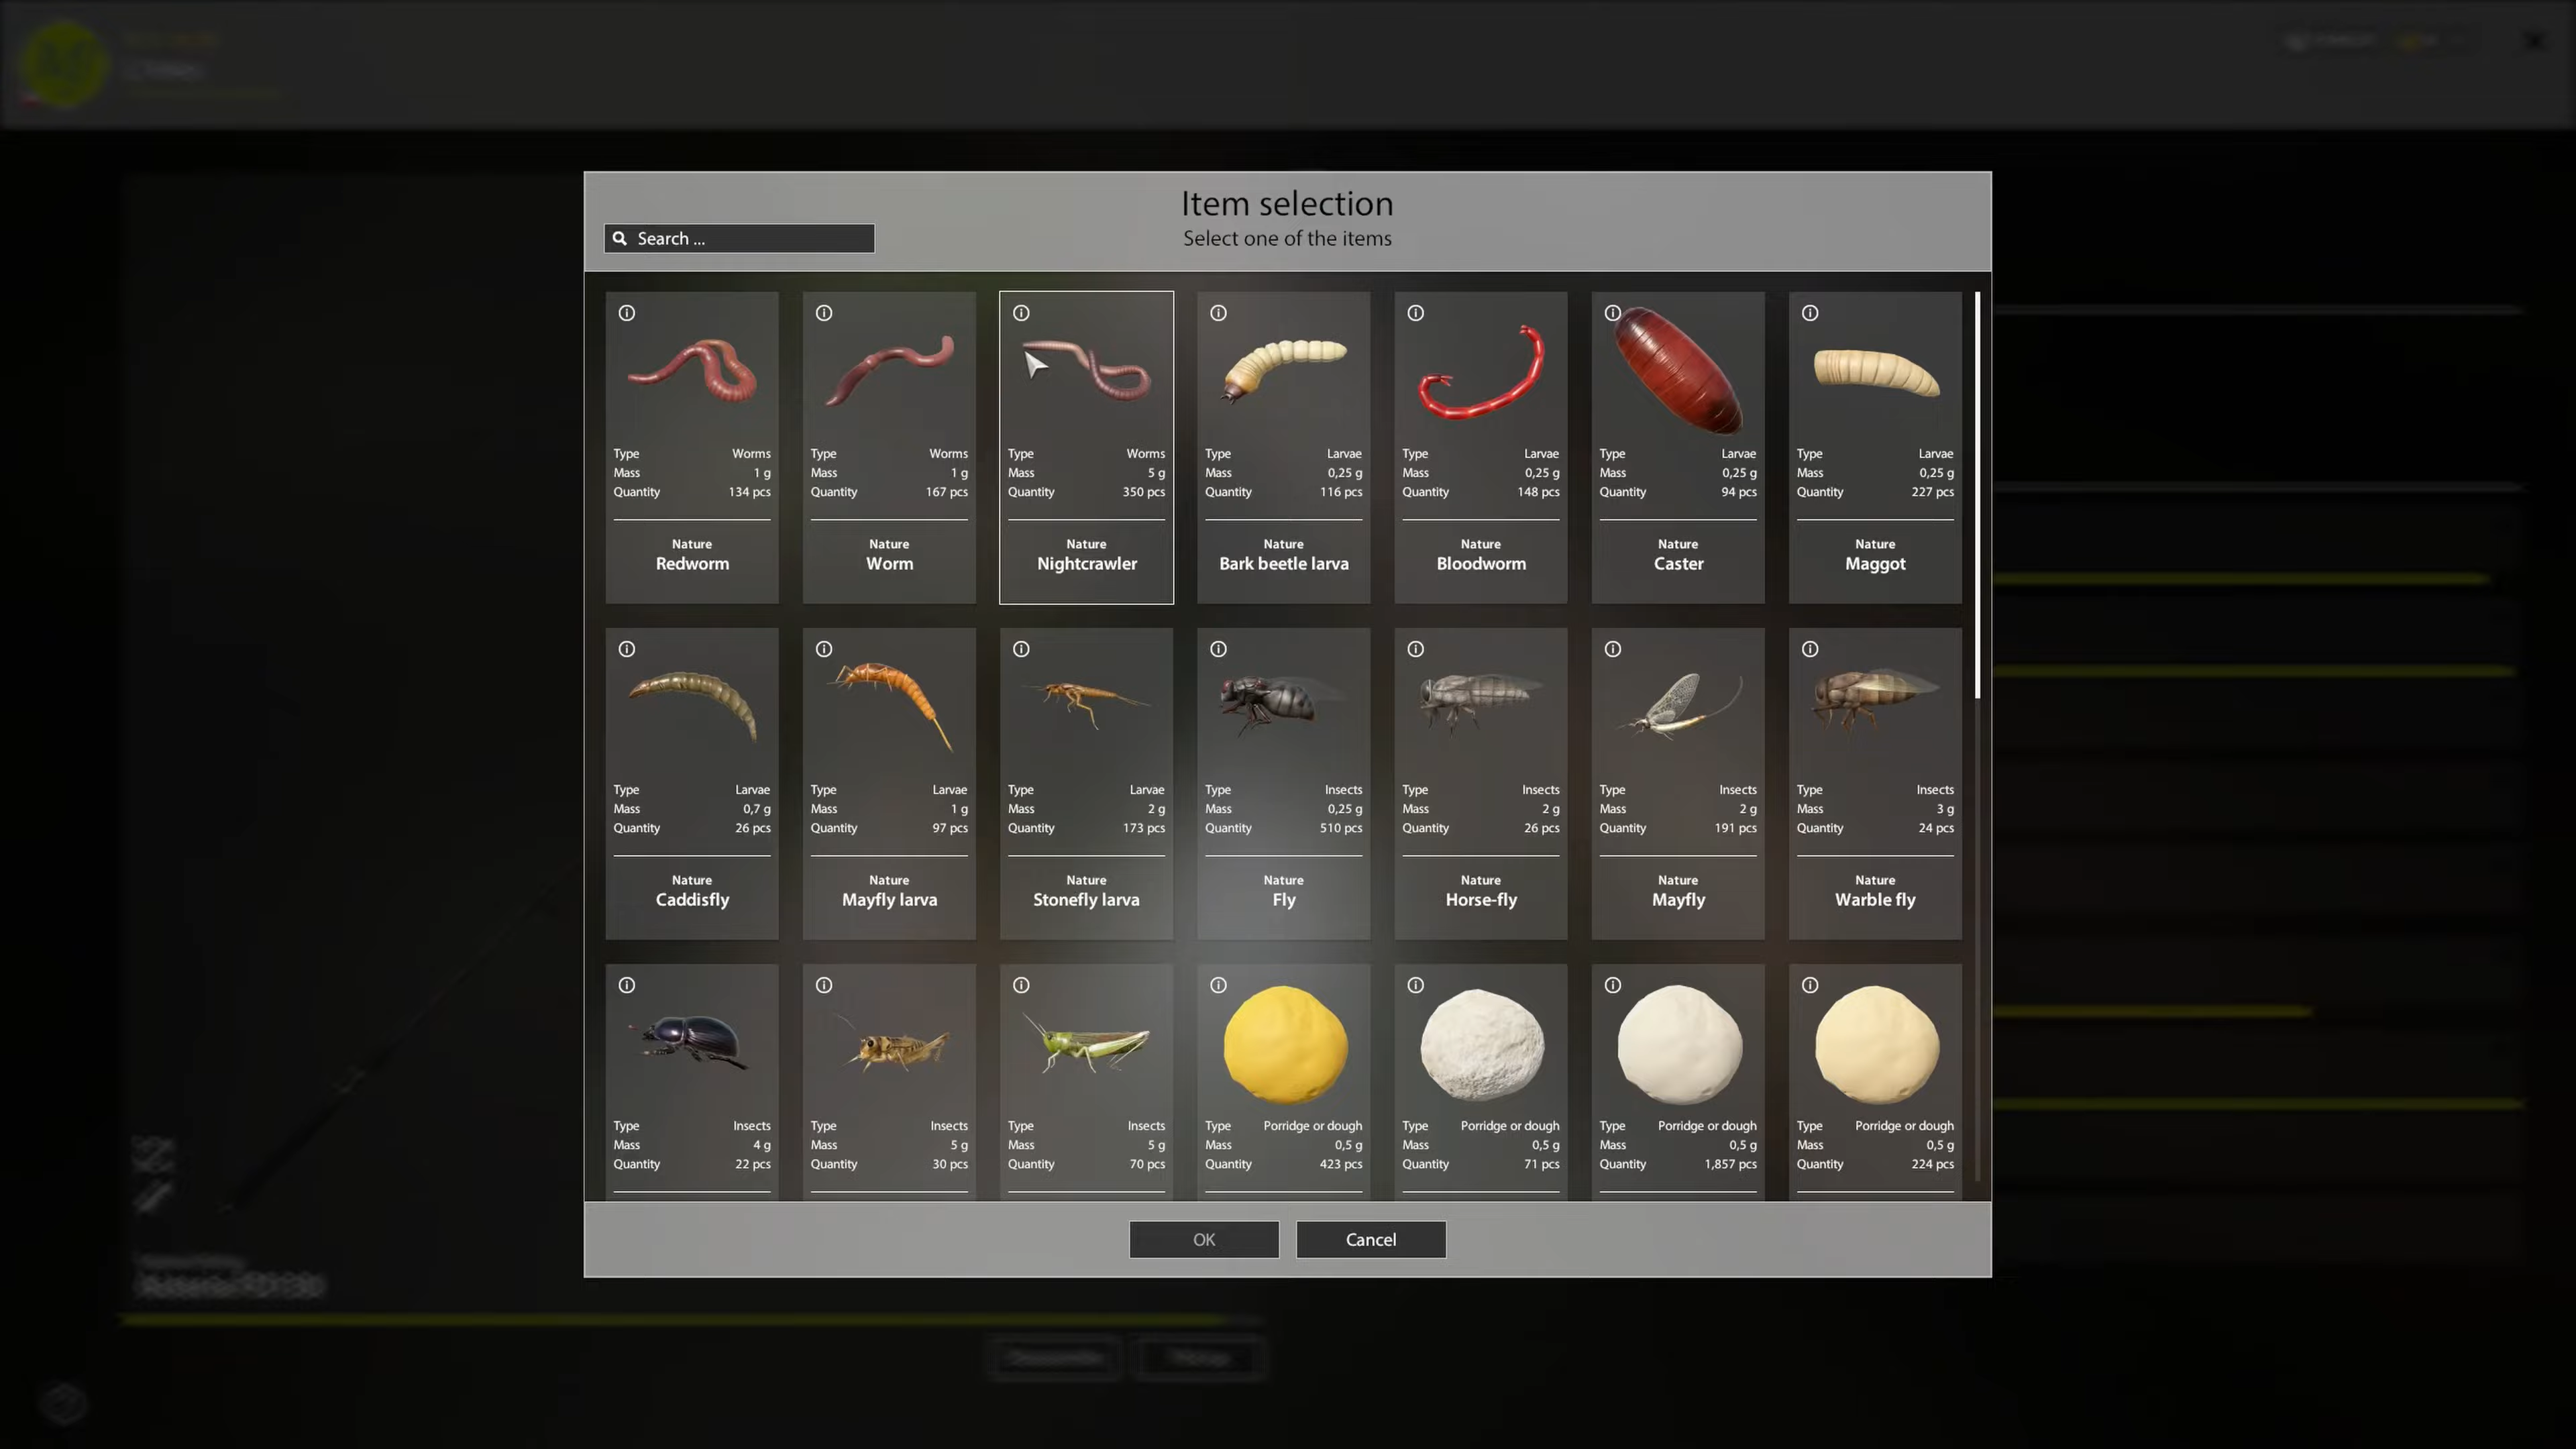 Item selection
Search ...
Select one of the items
Type Worms
Mass 1 g
Quantity 134 pcs
Nature
Redworm
Type Worms
Mass 1 g
Quantity 167 pcs
Nature
Worm
Type Worms
Mass 5 g
Quantity 350 pcs
Nature
Nightcrawler
Type Larvae
Mass 0,25 g
Quantity 116 pcs
Nature
Bark beetle larva
Type Larvae
Mass 0,25 g
Quantity 148 pcs
Nature
Bloodworm
Type Larvae
Mass 0,25 g
Quantity 94 pcs
Nature
Caster
Type Larvae
Mass 0,25 g
Quantity 227 pcs
Nature
Maggot
Type Larvae
Mass 0,7 g
Quantity 26 pcs
Nature
Caddisfly
Type Larvae
Mass 1 g
Quantity 97 pcs
Nature
Mayfly larva
Type Larvae
Mass 2 g
Quantity 173 pcs
Nature
Stonefly larva
Type Insects
Mass 0,25 g
Quantity 510 pcs
Nature
Fly
Type Insects
Mass 2 g
Quantity 26 pcs
Nature
Horse-fly
Type Insects
Mass 2 g
Quantity 191 pcs
Nature
Mayfly
Type Insects
Mass 3 g
Quantity 24 pcs
Nature
Warble fly
Type Insects
Mass 4 g
Quantity 22 pcs
Type Insects
Mass 5 g
Quantity 30 pcs
Type Insects
Mass 5 g
Quantity 70 pcs
Type Porridge or dough
Mass 0,5 g
Quantity 423 pcs
Type Porridge or dough
Mass 0,5 g
Quantity 71 pcs
Type Porridge or dough
Mass 0,5 g
Quantity 1,857 pcs
Type Porridge or dough
Mass 0,5 g
Quantity 224 pcs
OK
Cancel